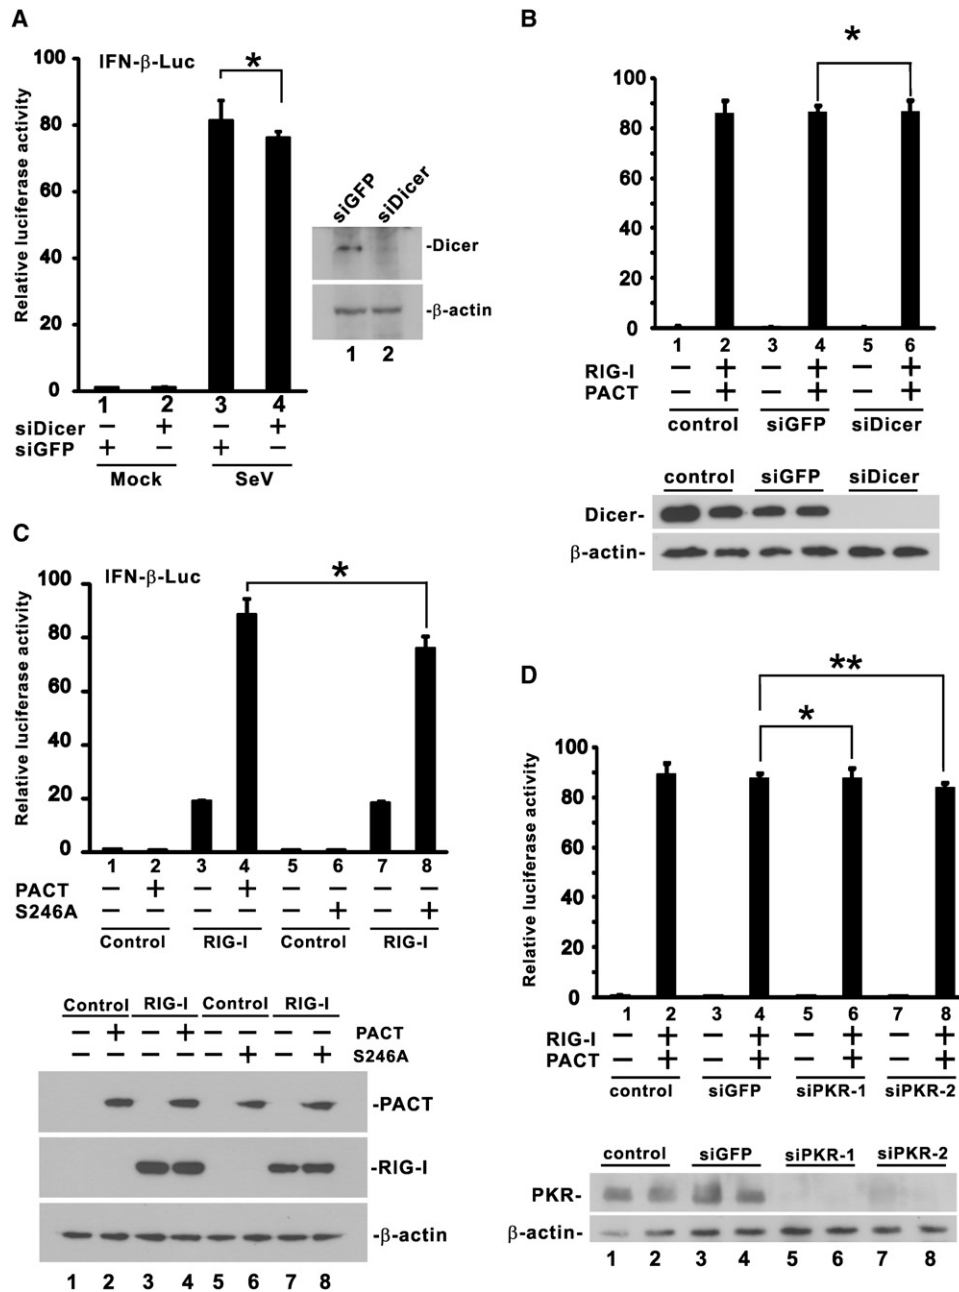 A
IFN-β-Luc
*
Relative luciferase activity
100
80
60
40
20
0
1 2 3 4
siDicer − + − +
siGFP + − + −
Mock SeV
siGFP siDicer
-Dicer
-β-actin
1 2
B
*
100
80
60
40
20
0
1 2 3 4 5 6
RIG-I − + − + − +
PACT − + − + − +
control siGFP siDicer
control siGFP siDicer
Dicer-
β-actin-
C
IFN-β-Luc
*
Relative luciferase activity
100
80
60
40
20
0
1 2 3 4 5 6 7 8
PACT − + − + − − − −
S246A − − − − − + − +
Control RIG-I Control RIG-I
Control RIG-I Control RIG-I
− + − + − − − − PACT
− − − − − + − + S246A
-PACT
-RIG-I
-β-actin
1 2 3 4 5 6 7 8
D
**
*
Relative luciferase activity
100
80
60
40
20
0
1 2 3 4 5 6 7 8
RIG-I − + − + − + − +
PACT − + − + − + − +
control siGFP siPKR-1 siPKR-2
control siGFP siPKR-1 siPKR-2
PKR-
β-actin-
1 2 3 4 5 6 7 8